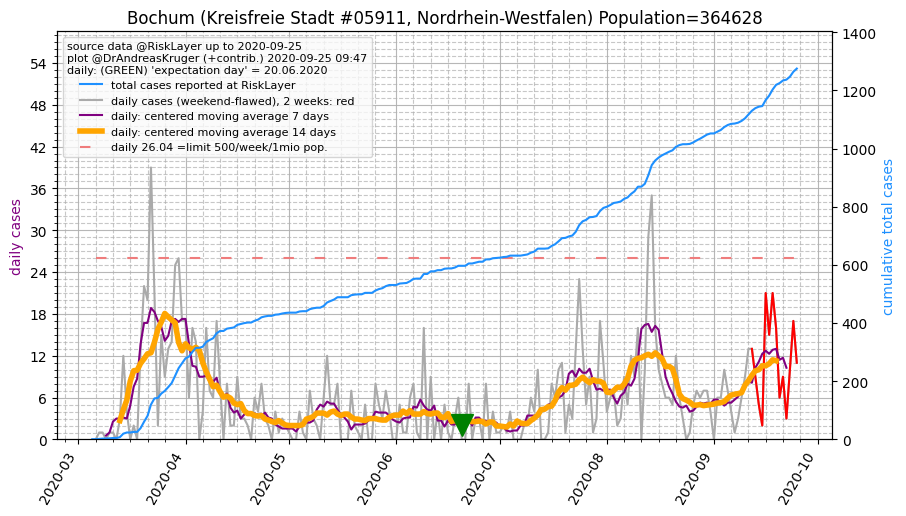 Bochum (Kreisfreie Stadt #05911, Nordrhein-Westfalen) Population=364628
source data @RiskLayer up to 2020-09-25
plot @DrAndreasKruger (+contrib.) 2020-09-25 09:47
daily: (GREEN) 'expectation day' = 20.06.2020
total cases reported at RiskLayer
daily cases (weekend-flawed), 2 weeks: red
daily: centered moving average 7 days
daily: centered moving average 14 days
daily 26.04 =limit 500/week/1mio pop.
daily cases
54
48
42
36
30
24
18
12
6
0
cumulative total cases
1400
1200
1000
800
600
400
200
0
2020-03
2020-04
2020-05
2020-06
2020-07
2020-08
2020-09
2020-10